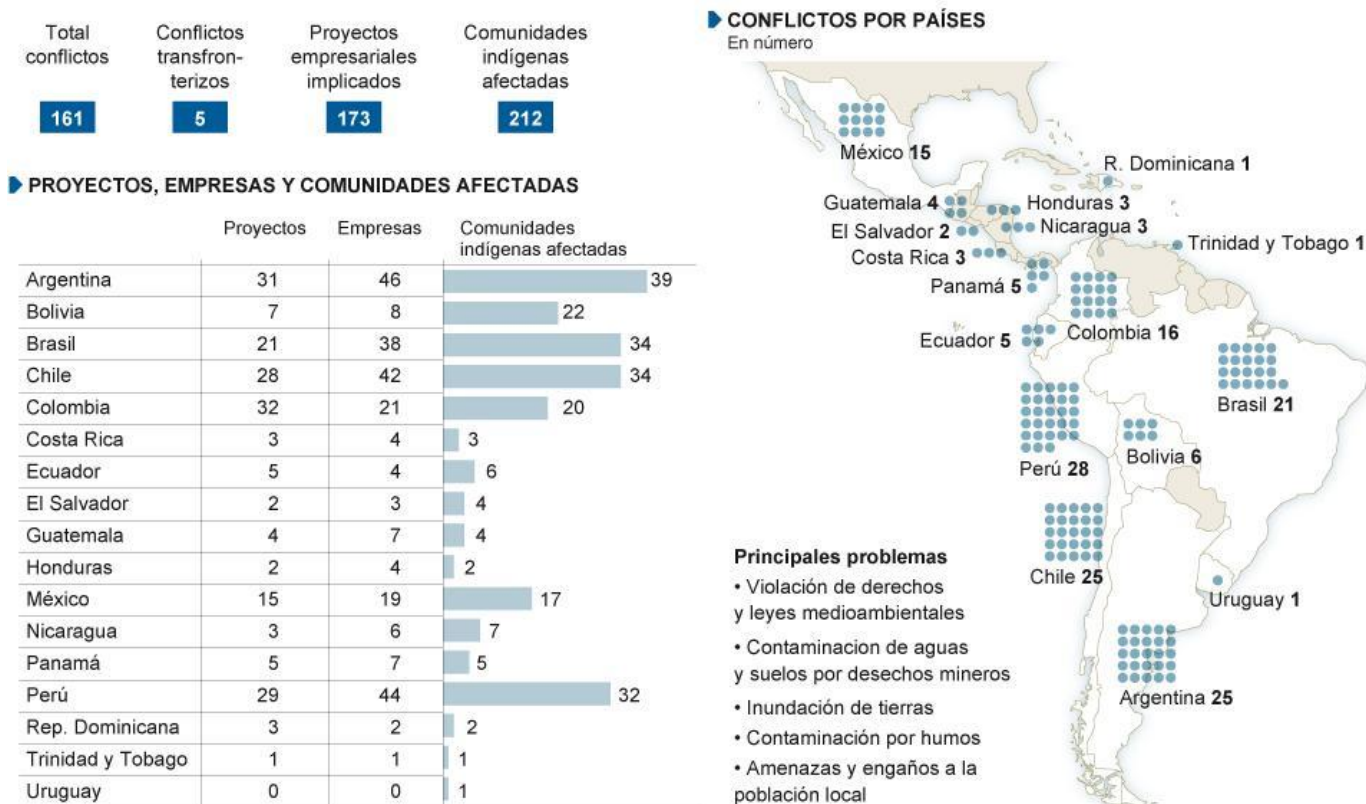 Total
conflictos
161
Conflictos
transfron-
terizos
5
Proyectos
empresariales
implicados
173
Comunidades
indígenas
afectadas
212
PROYECTOS, EMPRESAS Y COMUNIDADES AFECTADAS
Proyectos Empresas Comunidades
indígenas afectadas
Argentina 31 46 39
Bolivia 7 8 22
Brasil 21 38 34
Chile 28 42 34
Colombia 32 21 20
Costa Rica 3 4 3
Ecuador 5 4 6
El Salvador 2 3 4
Guatemala 4 7 4
Honduras 2 4 2
México 15 19 17
Nicaragua 3 6 7
Panamá 5 7 5
Perú 29 44 32
Rep. Dominicana 3 2 2
Trinidad y Tobago 1 1 1
Uruguay 0 0 1
CONFLICTOS POR PAÍSES
En número
México 15
R. Dominicana 1
Guatemala 4
Honduras 3
El Salvador 2
Nicaragua 3
Costa Rica 3
Trinidad y Tobago 1
Panamá 5
Ecuador 5
Colombia 16
Brasil 21
Perú 28
Bolivia 6
Chile 25
Uruguay 1
Argentina 25
Principales problemas
• Violación de derechos
y leyes medioambientales
• Contaminacion de aguas
y suelos por desechos mineros
• Inundación de tierras
• Contaminación por humos
• Amenazas y engaños a la
población local